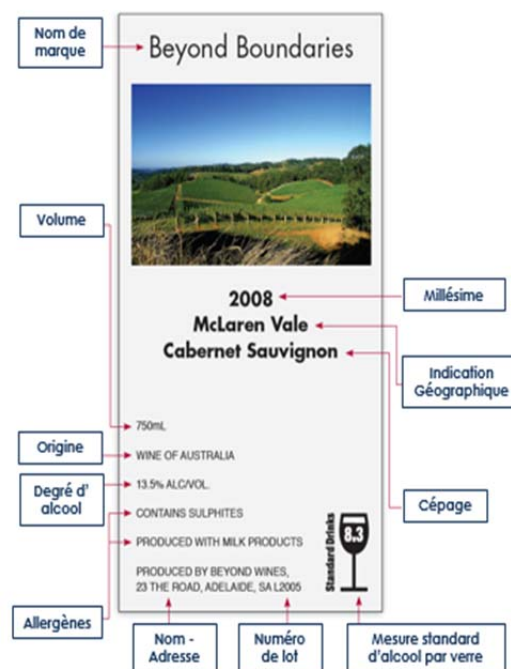 Nom de
marque
Beyond Boundaries
Volume
2008
Millésime
McLaren Vale
Cabernet Sauvignon
Indication
Géographique
750mL
Origine
WINE OF AUSTRALIA
Degré d'
alcool
13.5% ALC/VOL.
Cépage
CONTAINS SULPHITES
PRODUCED WITH MILK PRODUCTS
Standard Drinks
8.3
PRODUCED BY BEYOND WINES,
23 THE ROAD, ADELAIDE, SA L2005
Allergènes
Nom -
Adresse
Numéro
de lot
Mesure standard
d'alcool par verre